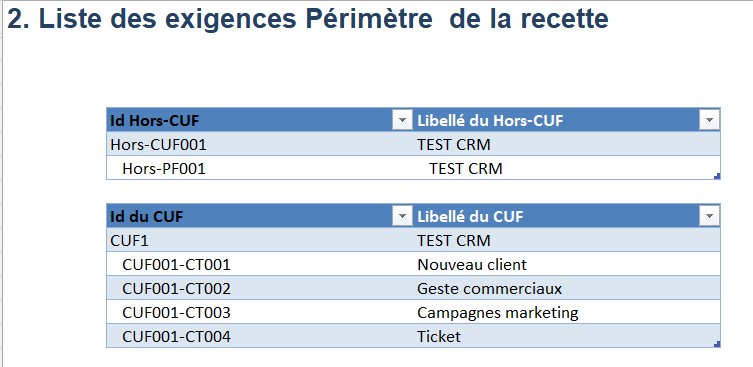 2. Liste des exigences Périmètre  de la recette
Id Hors-CUF Libellé du Hors-CUF
Hors-CUF001 TEST CRM
Hors-PF001 TEST CRM
Id du CUF Libellé du CUF
CUF1 TEST CRM
CUF001-CT001 Nouveau client
CUF001-CT002 Geste commerciaux
CUF001-CT003 Campagnes marketing
CUF001-CT004 Ticket